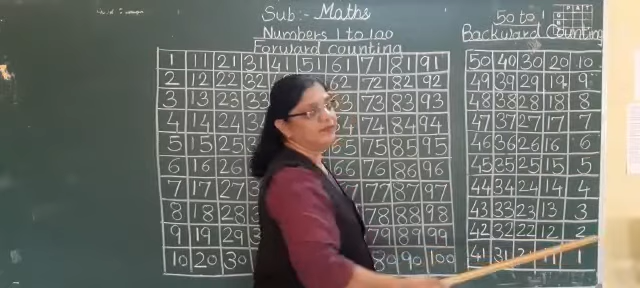 Sub:- Maths
Numbers 1 to 100
Forward counting
50 to 1
Backward Counting
1 11 21 31 41 51 61 71 81 91
2 12 22 32 62 72 82 92
3 13 23 33 63 73 83 93
4 14 24 34 74 84 94
5 15 25 35 65 75 85 95
6 16 26 66 76 86 96
7 17 27 77 87 97
8 18 28 78 88 98
9 19 29 79 89 99
10 20 30 80 90 100
50 40 30 20 10
49 39 29 19 9
48 38 28 18 8
47 37 27 17 7
46 36 26 16 6
45 35 25 15 5
44 34 24 14 4
43 33 23 13 3
42 32 22 12 2
41 31 11 1